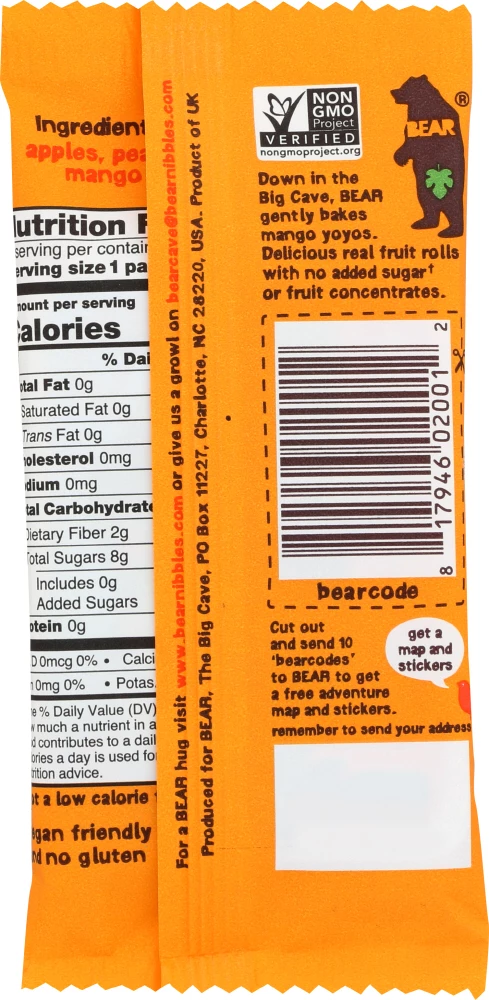 Ingredient
apples, pea
mango
utrition F
serving per contain
erving size 1 pa
mount per serving
alories
% Dai
tal Fat 0g
Saturated Fat 0g
Trans Fat 0g
holesterol 0mg
dium 0mg
tal Carbohydrate
Dietary Fiber 2g
otal Sugars 8g
Includes 0g
Added Sugars
otein 0g
D 0mcg 0% • Calci
0mg 0% • Potas
e % Daily Value (DV)
w much a nutrient in a
d contributes to a dail
ories a day is used fo
rition advice.
t a low calorie
egan friendly
nd no gluten
For a BEAR hug visit www.bearnibbles.com or give us a growl on bearcave@bearnibbles.com
Produced for BEAR, The Big Cave, PO Box 11227, Charlotte, NC 28220, USA. Product of UK
NON
GMO
Project
VERIFIED
nongmoproject.org
BEAR
®
Down in the
Big Cave, BEAR
gently bakes
mango yoyos.
Delicious real fruit rolls
with no added sugar†
or fruit concentrates.
8 17946 02001 2
bearcode
Cut out
and send 10
'bearcodes'
to BEAR to get
a free adventure
map and stickers.
get a
map and
stickers
remember to send your address